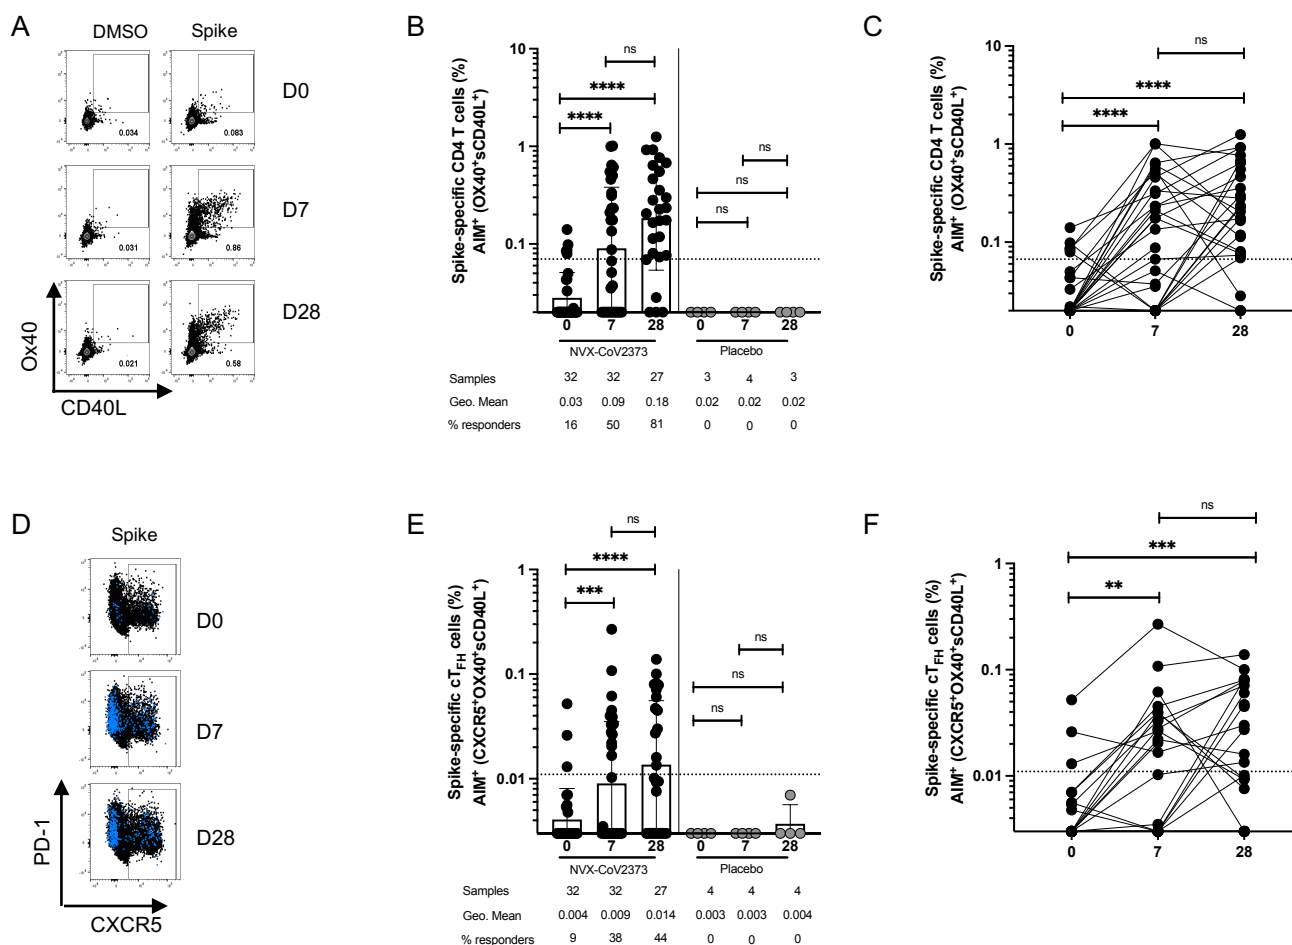 A
DMSO
Spike
D0
0.034
0.083
D7
0.031
0.86
D28
0.021
0.58
Ox40
CD40L
B
Spike-specific CD4 T cells (%)
AIM⁺ (OX40⁺sCD40L⁺)
10
1
0.1
ns
****
****
ns
ns
ns
0 7 28 0 7 28
NVX-CoV2373 Placebo
Samples 32 32 27 3 4 3
Geo. Mean 0.03 0.09 0.18 0.02 0.02 0.02
% responders 16 50 81 0 0 0
C
Spike-specific CD4 T cells (%)
AIM⁺ (OX40⁺sCD40L⁺)
10
1
0.1
ns
****
****
0 7 28
D
Spike
D0
D7
D28
PD-1
CXCR5
E
Spike-specific cT_FH cells (%)
AIM⁺ (CXCR5⁺OX40⁺sCD40L⁺)
1
0.1
0.01
ns
****
***
ns
ns
ns
0 7 28 0 7 28
NVX-CoV2373 Placebo
Samples 32 32 27 4 4 4
Geo. Mean 0.004 0.009 0.014 0.003 0.003 0.004
% responders 9 38 44 0 0 0
F
Spike-specific cT_FH cells (%)
AIM⁺ (CXCR5⁺OX40⁺sCD40L⁺)
1
0.1
0.01
ns
***
**
0 7 28